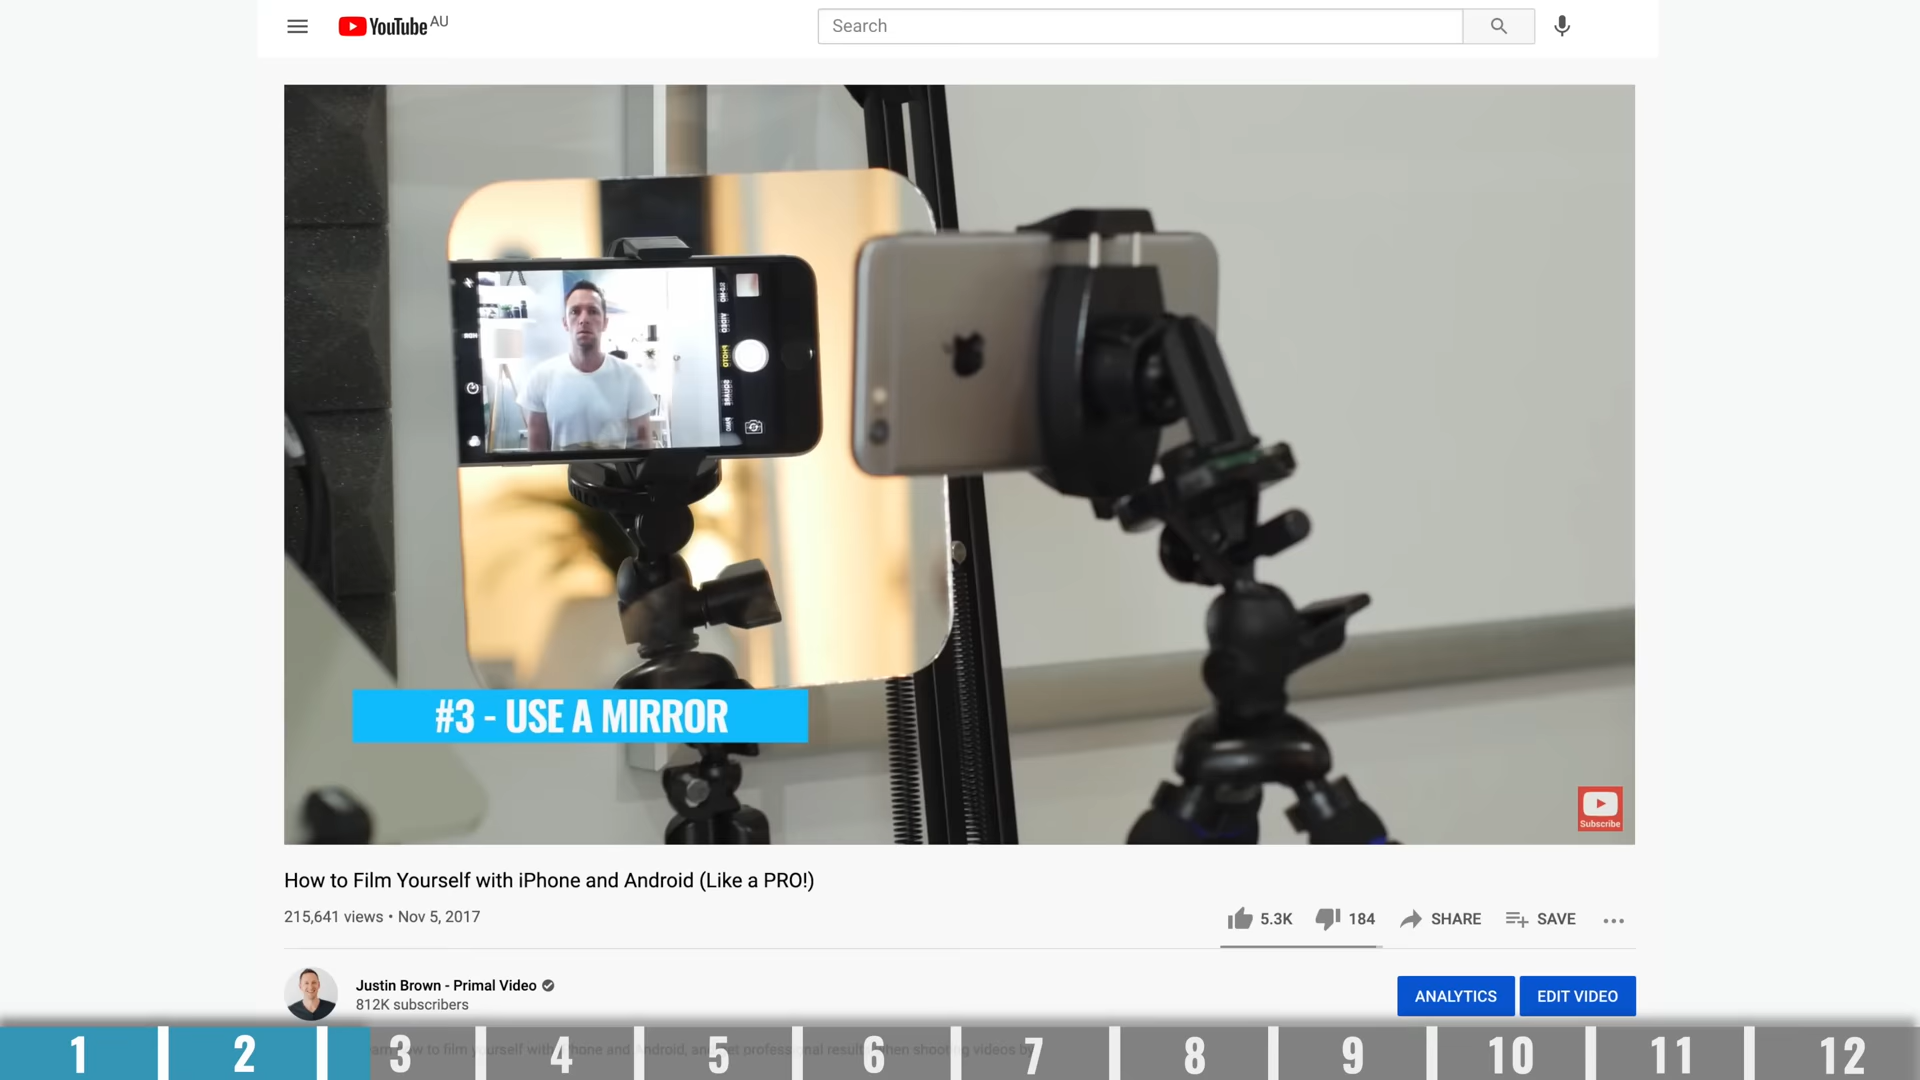 YouTube AU
Search
#3 - USE A MIRROR
Subscribe
How to Film Yourself with iPhone and Android (Like a PRO!)
215,641 views • Nov 5, 2017
5.3K 184 SHARE SAVE
Justin Brown - Primal Video
812K subscribers
ANALYTICS EDIT VIDEO
1 2 3 4 5 6 7 8 9 10 11 12